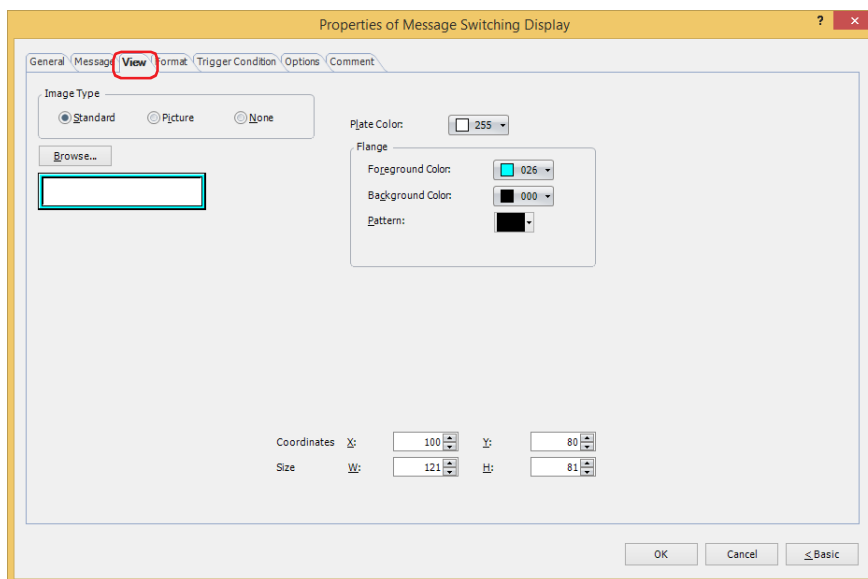 Properties of Message Switching Display
? ×
General Message View Format Trigger Condition Options Comment
Image Type
Standard Picture None
Plate Color: 255
Browse...
Flange
Foreground Color: 026
Background Color: 000
Pattern:
Coordinates X: 100 Y: 80
Size W: 121 H: 81
OK Cancel < Basic